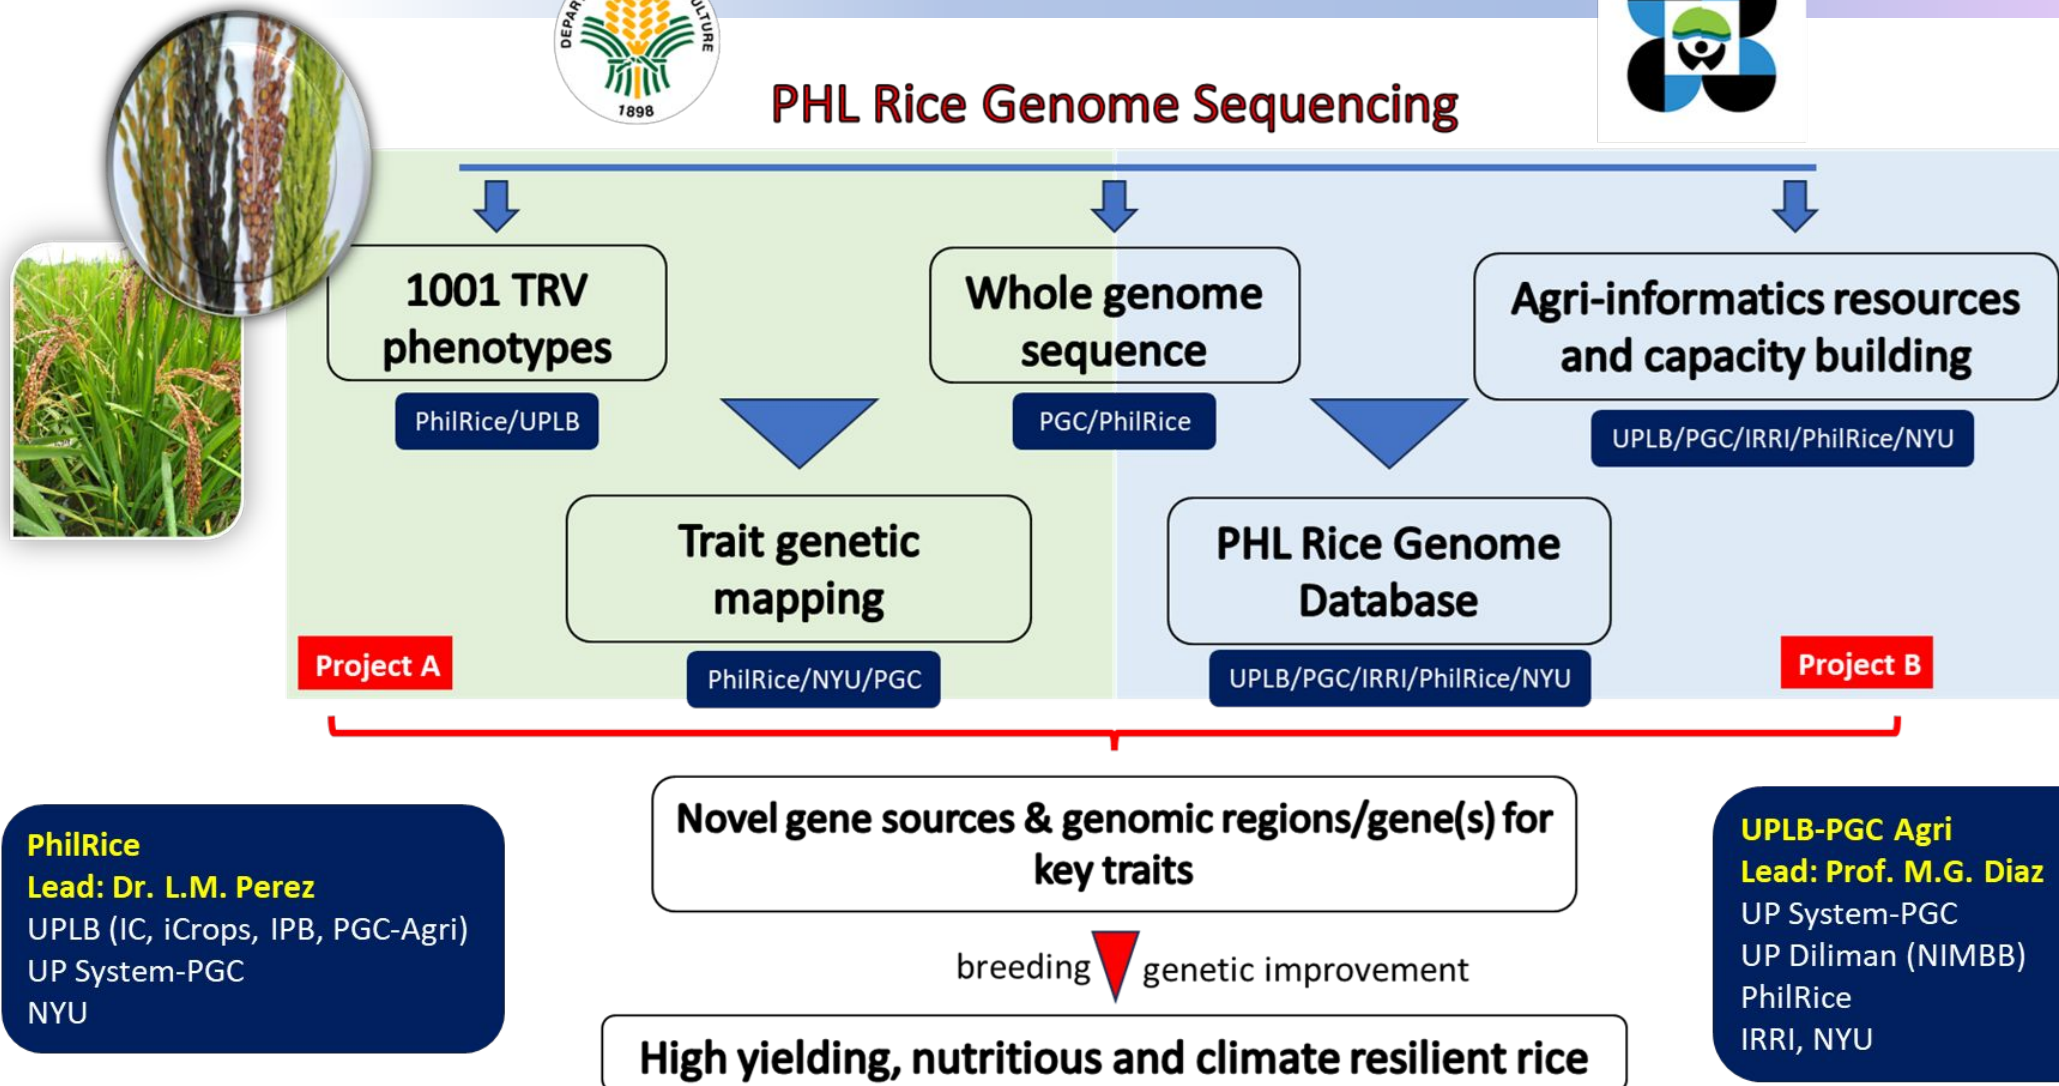 1898
PHL Rice Genome Sequencing
1001 TRV
phenotypes
PhilRice/UPLB
Whole genome
sequence
PGC/PhilRice
Agri-informatics resources
and capacity building
UPLB/PGC/IRRI/PhilRice/NYU
Trait genetic
mapping
PhilRice/NYU/PGC
PHL Rice Genome
Database
UPLB/PGC/IRRI/PhilRice/NYU
Project A
Project B
Novel gene sources & genomic regions/gene(s) for
key traits
PhilRice
Lead: Dr. L.M. Perez
UPLB (IC, iCrops, IPB, PGC-Agri)
UP System-PGC
NYU
breeding genetic improvement
High yielding, nutritious and climate resilient rice
UPLB-PGC Agri
Lead: Prof. M.G. Diaz
UP System-PGC
UP Diliman (NIMBB)
PhilRice
IRRI, NYU